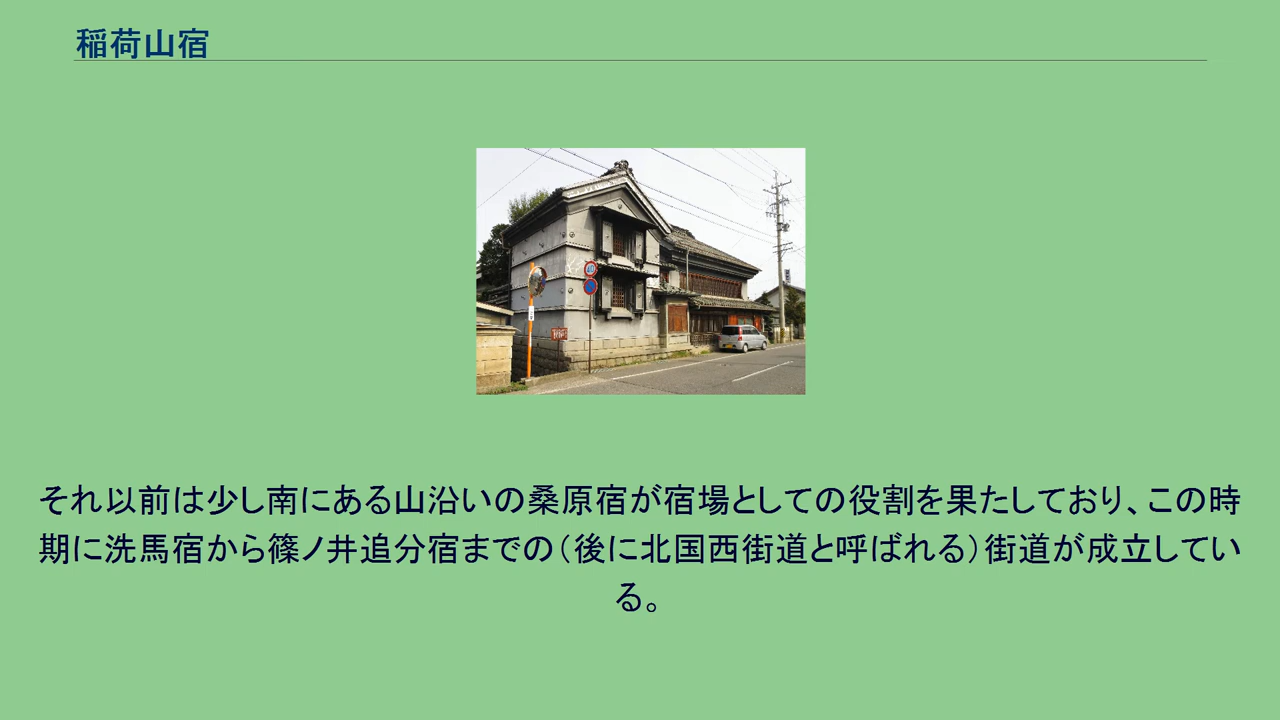 稲荷山宿
それ以前は少し南にある山沿いの桑原宿が宿場としての役割を果たしており、この時
期に洗馬宿から篠ノ井追分宿までの（後に北国西街道と呼ばれる）街道が成立してい
る。